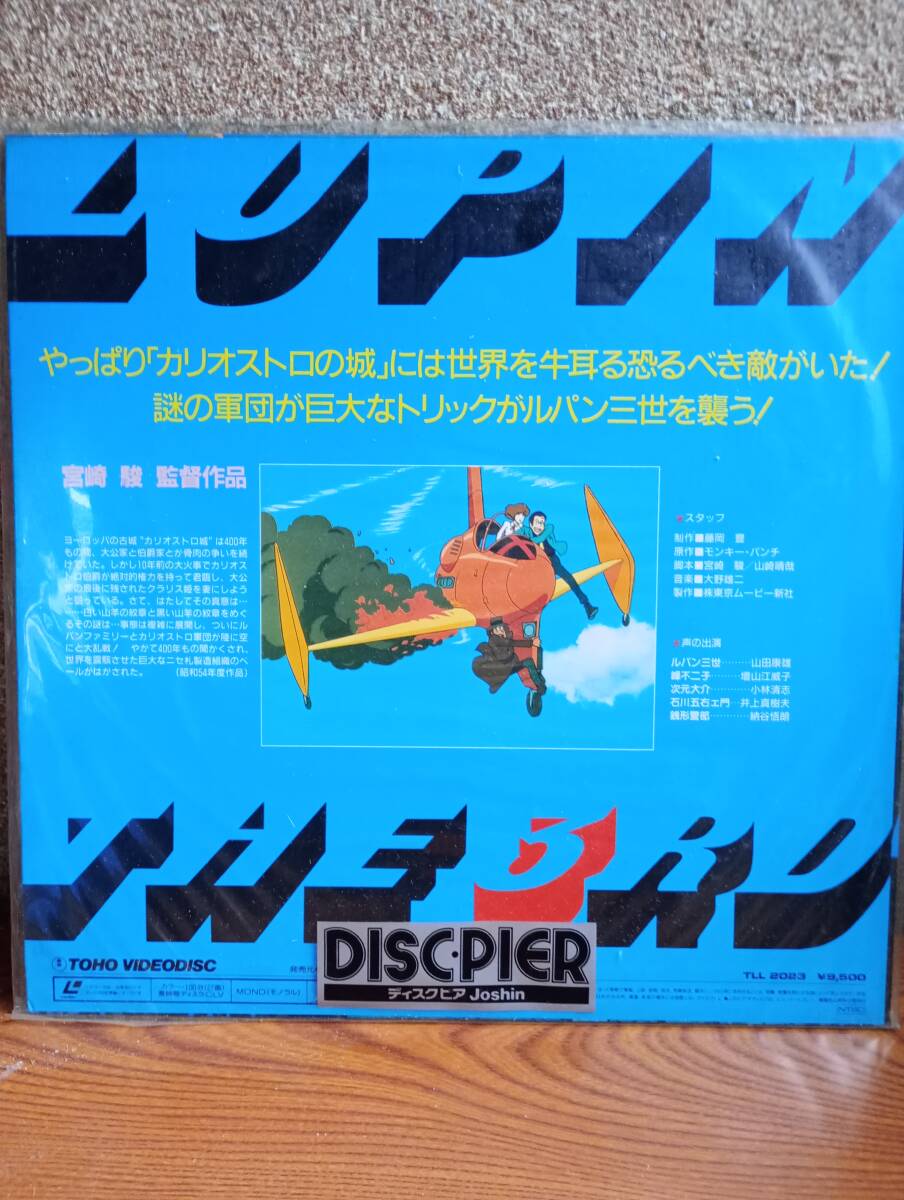 LUPIN
やっぱり「カリオストロの城」には世界を牛耳る恐るべき敵がいた!
謎の軍団が巨大なトリックがルパン三世を襲う!
宮崎 駿 監督作品
ヨーロッパの古城“カリオストロ城”は400年
もの間、大公家と伯爵家とか骨肉の争いを続
けていた。しかし10年前の大火事でカリオス
トロ伯爵が絶対的権力を持って君臨し、大公
家の最後に残されたクラリス姫を妻にしよう
と狙っている。さて、はたしてその真意は…
……白い山羊の紋章と黒い山羊の紋章をめぐ
るその謎は…事態は複雑に展開し、ついにル
パンファミリーとカリオストロ軍団が陸に空
にと大乱戦! やがて400年もの間かくされ、
世界を震駭させた巨大なニセ札製造組織のベ
ールがはがされた。 (昭和54年度作品)
★スタッフ
制作■藤岡 豊
原作■モンキー・パンチ
脚本■宮崎 駿/山崎晴哉
音楽■大野雄二
製作■株東京ムービー新社
★声の出演
ルパン三世………山田康雄
峰不二子………増山江威子
次元大介…………小林清志
石川五右ェ門…井上真樹夫
銭形警部…………納谷悟朗
THE 3RD
TOHO VIDEODISC
発売元
DISC・PIER
ディスクピア Joshin
TLL 2023 ¥9,500
MONO(モノラル)
NTSC